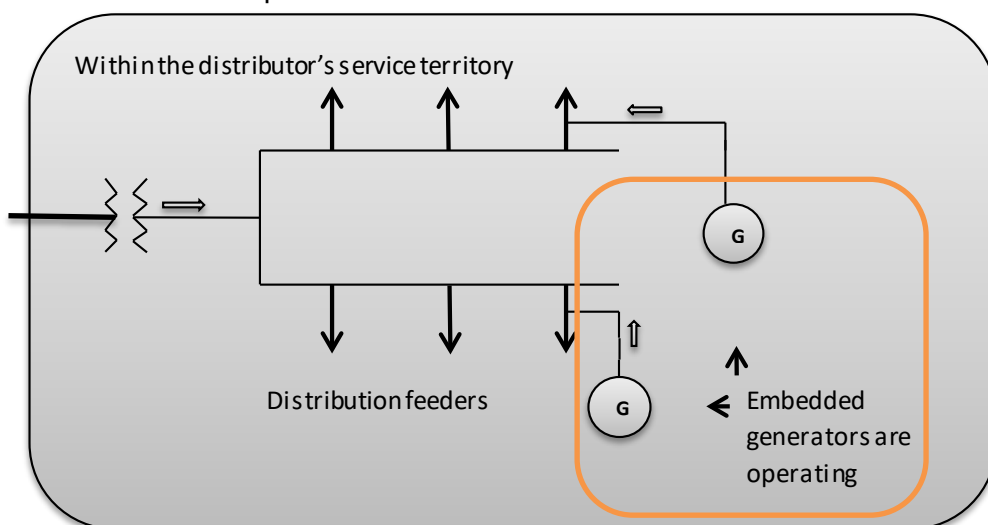 Within the distributor's service territory
G
Distribution feeders
G
Embedded
generators are
operating